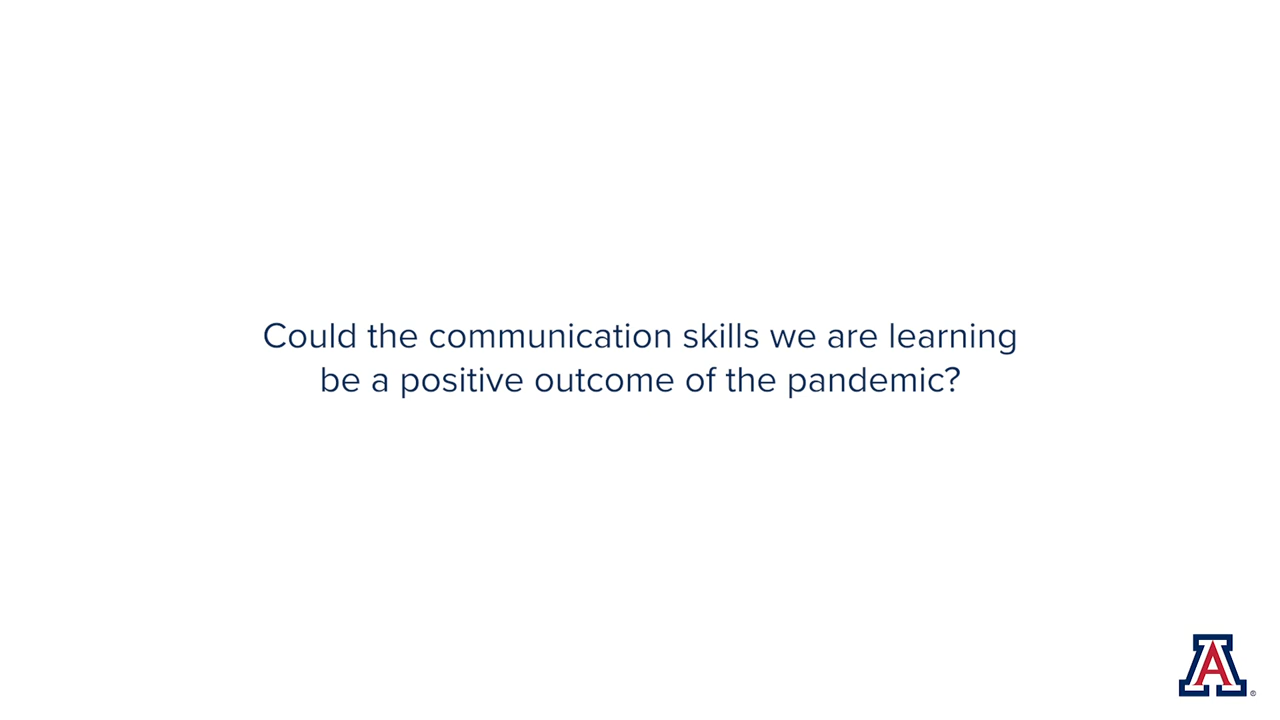 Could the communication skills we are learning
be a positive outcome of the pandemic?
A
®